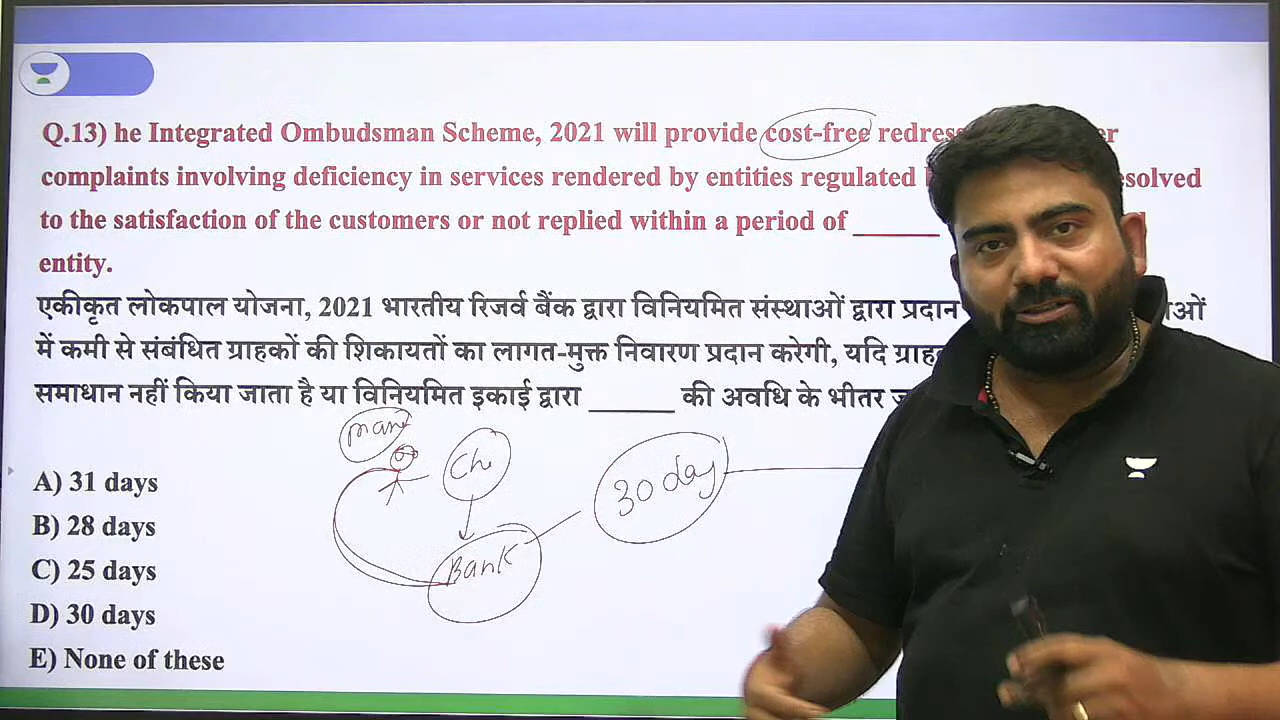 Q.13) he Integrated Ombudsman Scheme, 2021 will provide cost-free
complaints involving deficiency in services rendered by entities regulated
to the satisfaction of the customers or not replied within a period of ______
entity.
एकीकृत लोकपाल योजना, 2021 भारतीय रिजर्व बैंक द्वारा विनियमित संस्थाओं द्वारा प्रदान
में कमी से संबंधित ग्राहकों की शिकायतों का लागत-मुक्त निवारण प्रदान करेगी, यदि
समाधान नहीं किया जाता है या विनियमित इकाई द्वारा ______ की अवधि के भीतर
man
Ch
30 day
Bank
A) 31 days
B) 28 days
C) 25 days
D) 30 days
E) None of these